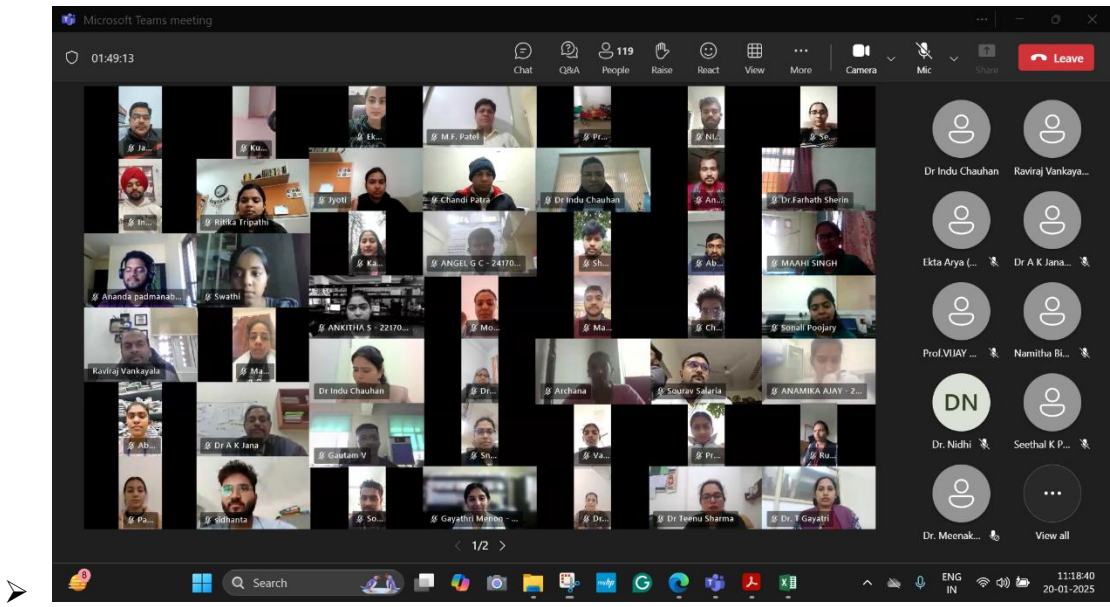 Microsoft Teams meeting
01:49:13
119
Chat Q&A People Raise React View More Camera Mic Share Leave
Ja... Ku... Ek... M.F. Patel Pr... NI... Se...
In... Ritika Tripathi Jyoti Chandi Patra Dr Indu Chauhan An... Dr.Farhath Sherin
Ananda padmanab... Swathi Ka... ANGEL G C - 24170... Sh... Ab... MAAHI SINGH
ANKITHA S - 22170... Mo... Ma... Ch... Sonali Poojary
Raviraj Vankayala Ma... Dr Indu Chauhan Dr... Archana Sourav Salaria ANAMIKA AJAY - 2...
Ab... Dr A K Jana Gautam V Sn... Va... Pr... Ru...
Pa... sidhanta So... Gayathri Menon - ... Dr... Dr Teenu Sharma Dr. T Gayatri
1/2
Dr Indu Chauhan Raviraj Vankaya...
Ekta Arya (... Dr A K Jana...
Prof.VIJAY ... Namitha Bi...
DN
Dr. Nidhi Seethal K P...
Dr. Meenak... View all
8
Search
myhp
ENG
IN
11:18:40
20-01-2025